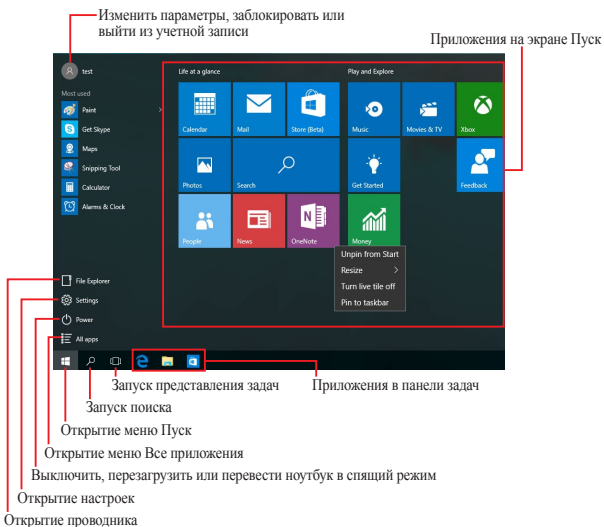 Изменить параметры, заблокировать или
выйти из учетной записи
Приложения на экране Пуск
test
Life at a glance
Play and Explore
Most used
Paint
Get Skype
Maps
Snipping Tool
Calculator
Alarms & Clock
Calendar
Mail
Store (Beta)
Music
Movies & TV
Xbox
Photos
Search
Get Started
Feedback
People
News
OneNote
Money
Unpin from Start
Resize
Turn live tile off
Pin to taskbar
File Explorer
Settings
Power
All apps
Запуск представления задач
Приложения в панели задач
Запуск поиска
Открытие меню Пуск
Открытие меню Все приложения
Выключить, перезагрузить или перевести ноутбук в спящий режим
Открытие настроек
Открытие проводника